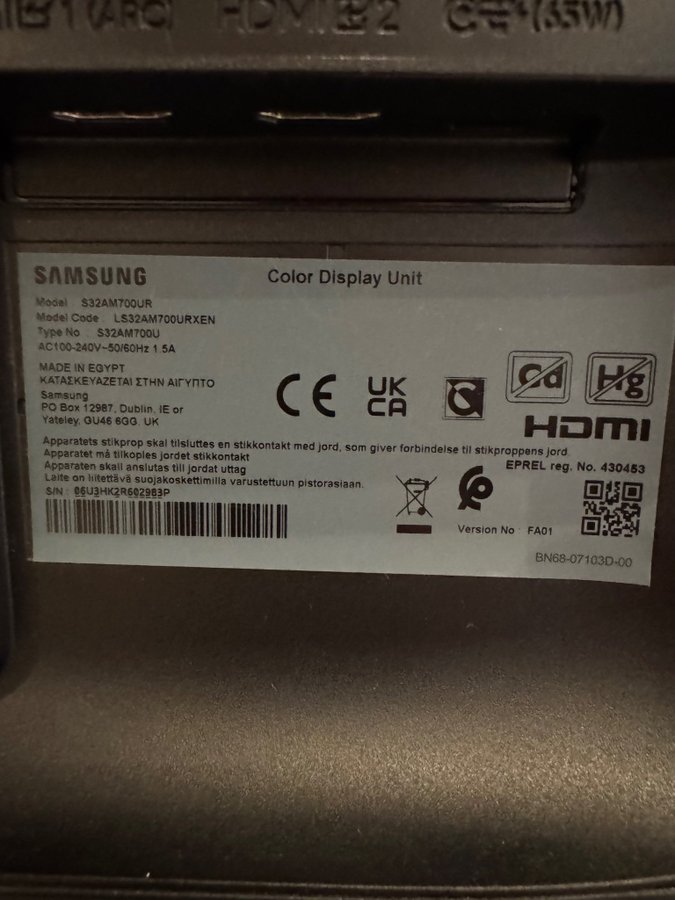 1 (ARC) HDMI 2 (65W)
SAMSUNG
Color Display Unit
Model S32AM700UR
Model Code LS32AM700URXEN
Type No S32AM700U
AC100-240V~50/60Hz 1.5A
MADE IN EGYPT
ΚΑΤΑΣΚΕΥΑΖΕΤΑΙ ΣΤΗΝ ΑΙΓΥΠΤΟ
Samsung
PO Box 12987, Dublin. IE or
Yateley, GU46 6GG. UK
CE
UK
CA
Cd
Hg
HDMI
Apparatets stikprop skal tilsluttes en stikkontakt med jord, som giver forbindelse til stikproppens jord.
Apparatet må tilkoples jordet stikkontakt
Apparaten skall anslutas till jordat uttag
Laite on liitettävä suojakoskettimilla varustettuun pistorasiaan.
EPREL reg. No. 430453
S/N : 06U3HK2R602983P
Version No FA01
BN68-07103D-00